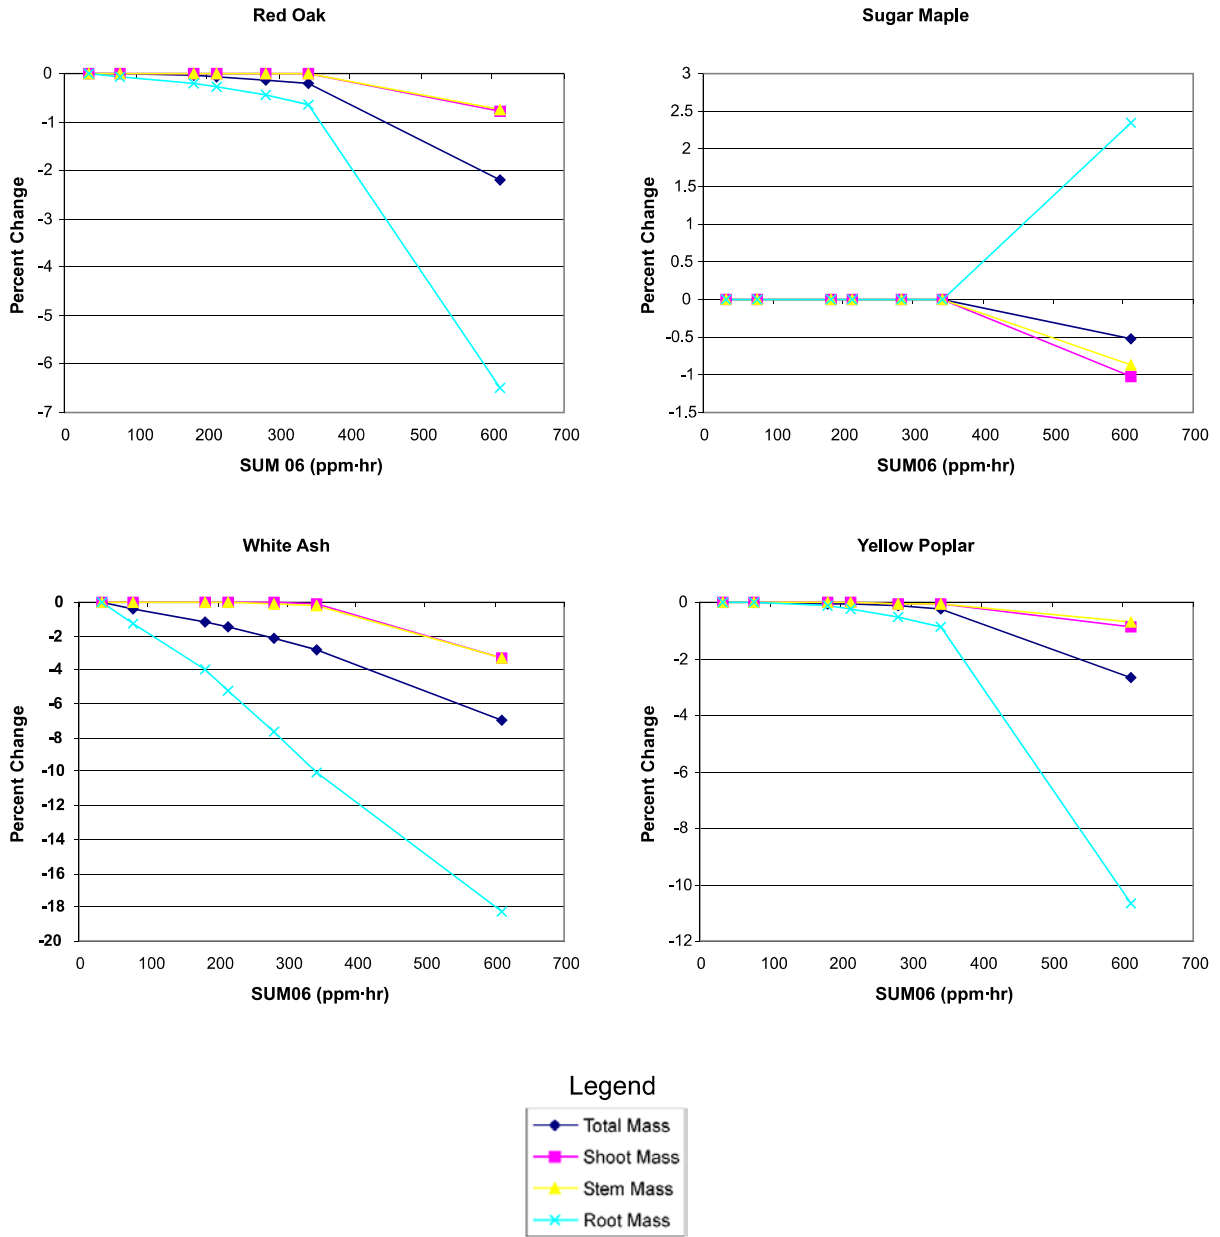 Red Oak
0
-1
-2
-3
-4
-5
-6
-7
Percent Change
0 100 200 300 400 500 600 700
SUM 06 (ppm·hr)
Sugar Maple
3
2.5
2
1.5
1
0.5
0
-0.5
-1
-1.5
Percent Change
0 100 200 300 400 500 600 700
SUM06 (ppm·hr)
White Ash
0
-2
-4
-6
-8
-10
-12
-14
-16
-18
-20
Percent Change
0 100 200 300 400 500 600 700
SUM06 (ppm·hr)
Yellow Poplar
0
-2
-4
-6
-8
-10
-12
Percent Change
0 100 200 300 400 500 600 700
SUM06 (ppm·hr)
Legend
Total Mass
Shoot Mass
Stem Mass
Root Mass